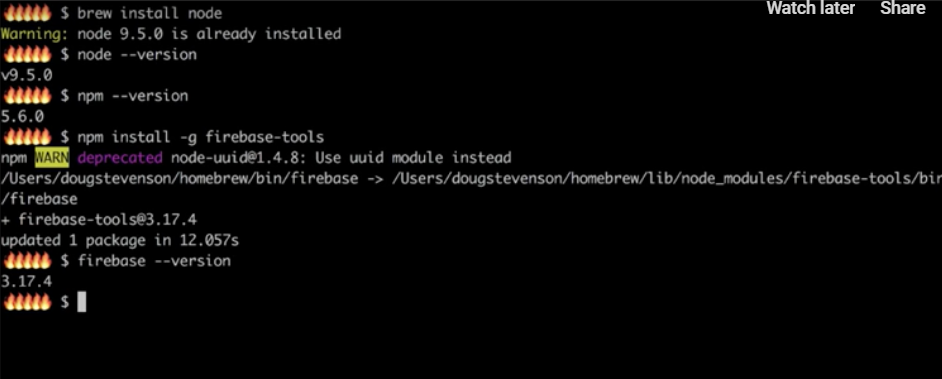 Watch later Share
🔥🔥🔥🔥🔥 $ brew install node
Warning: node 9.5.0 is already installed
🔥🔥🔥🔥🔥 $ node --version
v9.5.0
🔥🔥🔥🔥🔥 $ npm --version
5.6.0
🔥🔥🔥🔥🔥 $ npm install -g firebase-tools
npm WARN deprecated node-uuid@1.4.8: Use uuid module instead
/Users/dougstevenson/homebrew/bin/firebase -> /Users/dougstevenson/homebrew/lib/node_modules/firebase-tools/bin
/firebase
+ firebase-tools@3.17.4
updated 1 package in 12.057s
🔥🔥🔥🔥🔥 $ firebase --version
3.17.4
🔥🔥🔥🔥🔥 $